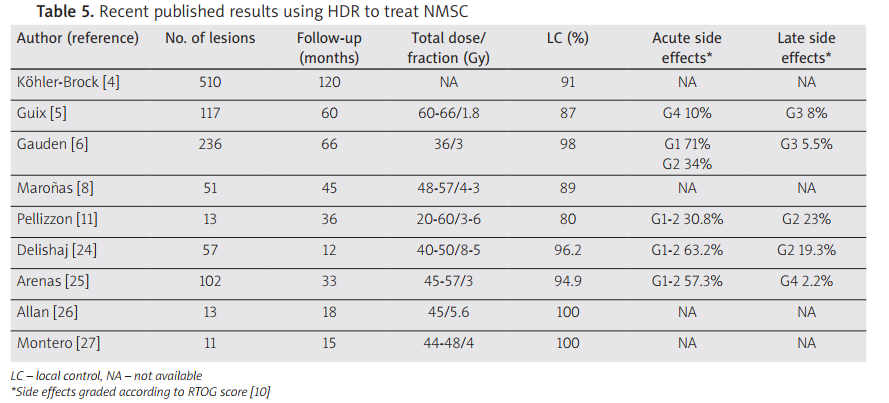 Table 5. Recent published results using HDR to treat NMSC
Author (reference) No. of lesions Follow-up (months) Total dose/fraction (Gy) LC (%) Acute side effects* Late side effects*
Köhler-Brock [4] 510 120 NA 91 NA NA
Guix [5] 117 60 60-66/1.8 87 G4 10% G3 8%
Gauden [6] 236 66 36/3 98 G1 71% G3 5.5%
G2 34%
Maroñas [8] 51 45 48-57/4-3 89 NA NA
Pellizzon [11] 13 36 20-60/3-6 80 G1-2 30.8% G2 23%
Delishaj [24] 57 12 40-50/8-5 96.2 G1-2 63.2% G2 19.3%
Arenas [25] 102 33 45-57/3 94.9 G1-2 57.3% G4 2.2%
Allan [26] 13 18 45/5.6 100 NA NA
Montero [27] 11 15 44-48/4 100 NA NA
LC – local control, NA – not available
*Side effects graded according to RTOG score [10]